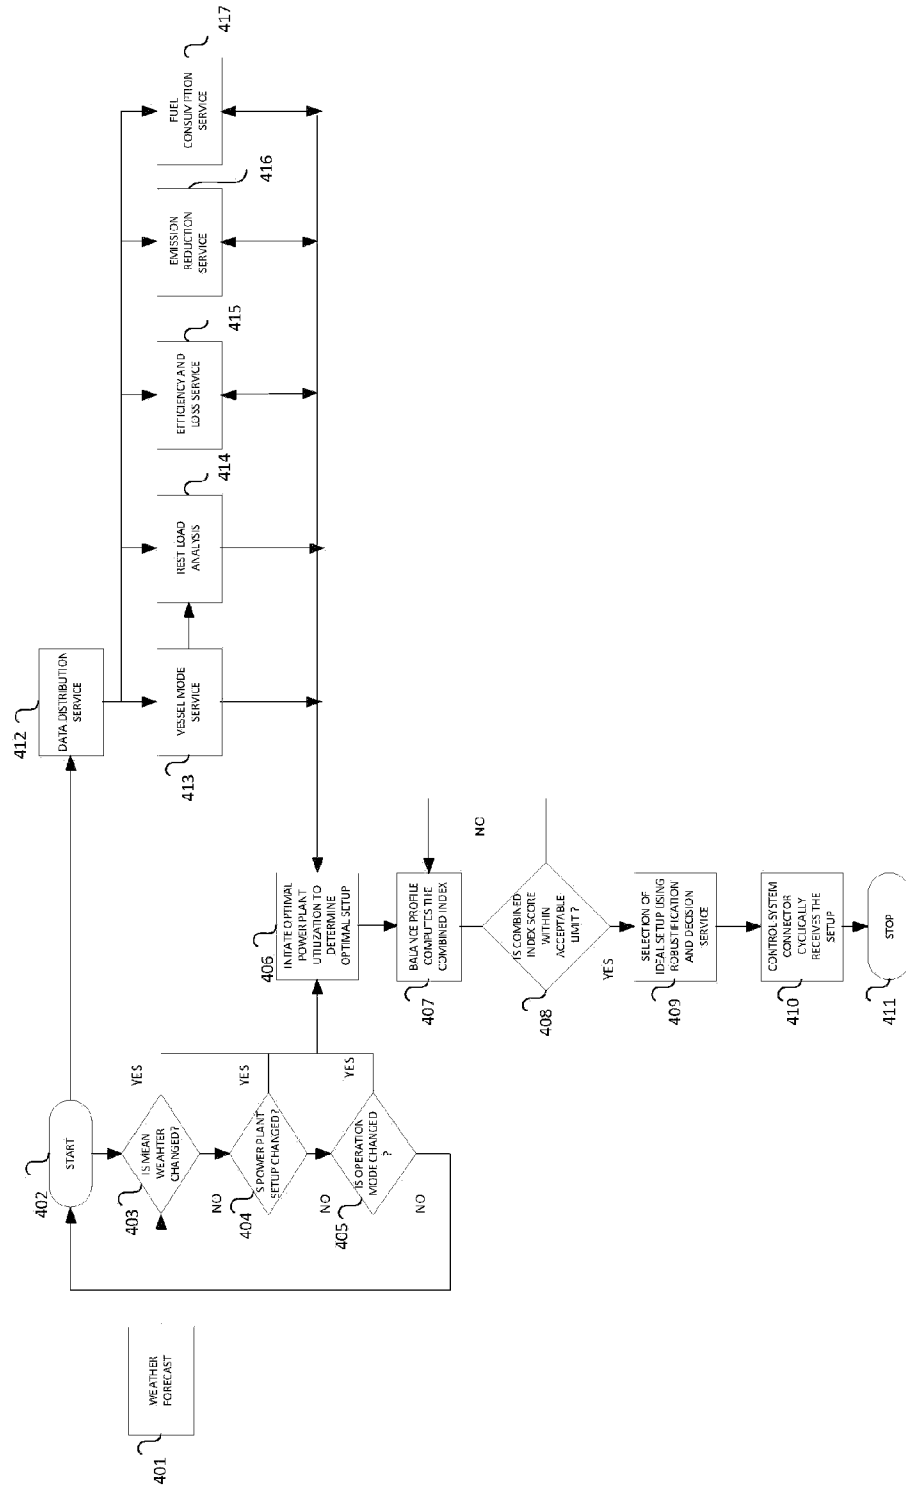 401
WEATHER
FORECAST
402
START
403
IS MEAN
WEAHTER
CHANGED?
YES
NO
404
S POWER PLANT
SETUP CHANGED?
YES
NO
405
IS OPERATION
MODE CHANGED
?
YES
NO
406
INITATE OPTIMAL
POWER PLANT
UTILIZATION TO
DETERMINE
OPTIMAL SETUP
407
BALANCE PROFILE
COMPUTES THE
COMBINED INDEX
NO
408
IS COMBINED
INDEX SCORE
WITHIN
ACCEPTABLE
LIMIT ?
YES
409
SELECTION OF
IDEAL SETUP USING
ROBUSTIFICATION
AND DECISION
SERVICE
410
CONTROL SYSTEM
CONNECTOR
CYCLICALLY
RECEIVES THE
SETUP
411
STOP
412
DATA DISTRIBUTION
SERVICE
413
VESSEL MODE
SERVICE
414
REST LOAD
ANALYSIS
415
EFFICIENCY AND
LOSS SERVICE
416
EMISSION
REDUCTION
SERVICE
417
FUEL
CONSUMPTION
SERVICE